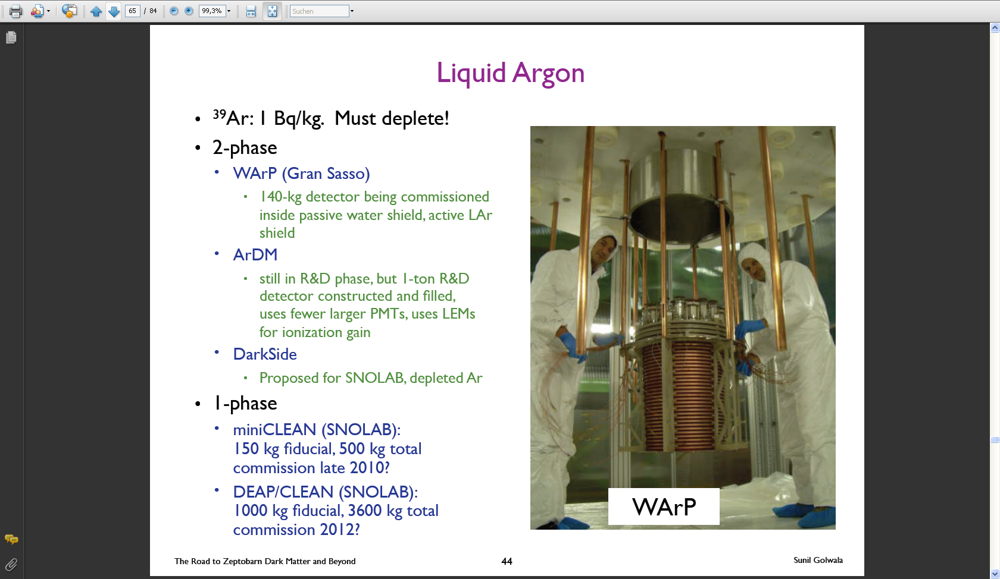 65 / 84 99,3% Suchen
Liquid Argon
• ³⁹Ar: 1 Bq/kg. Must deplete!
• 2-phase
• WArP (Gran Sasso)
• 140-kg detector being commissioned
inside passive water shield, active LAr
shield
• ArDM
• still in R&D phase, but 1-ton R&D
detector constructed and filled,
uses fewer larger PMTs, uses LEMs
for ionization gain
• DarkSide
• Proposed for SNOLAB, depleted Ar
• 1-phase
• miniCLEAN (SNOLAB):
150 kg fiducial, 500 kg total
commission late 2010?
• DEAP/CLEAN (SNOLAB):
1000 kg fiducial, 3600 kg total
commission 2012?
WArP
The Road to Zeptobarn Dark Matter and Beyond 44 Sunil Golwala